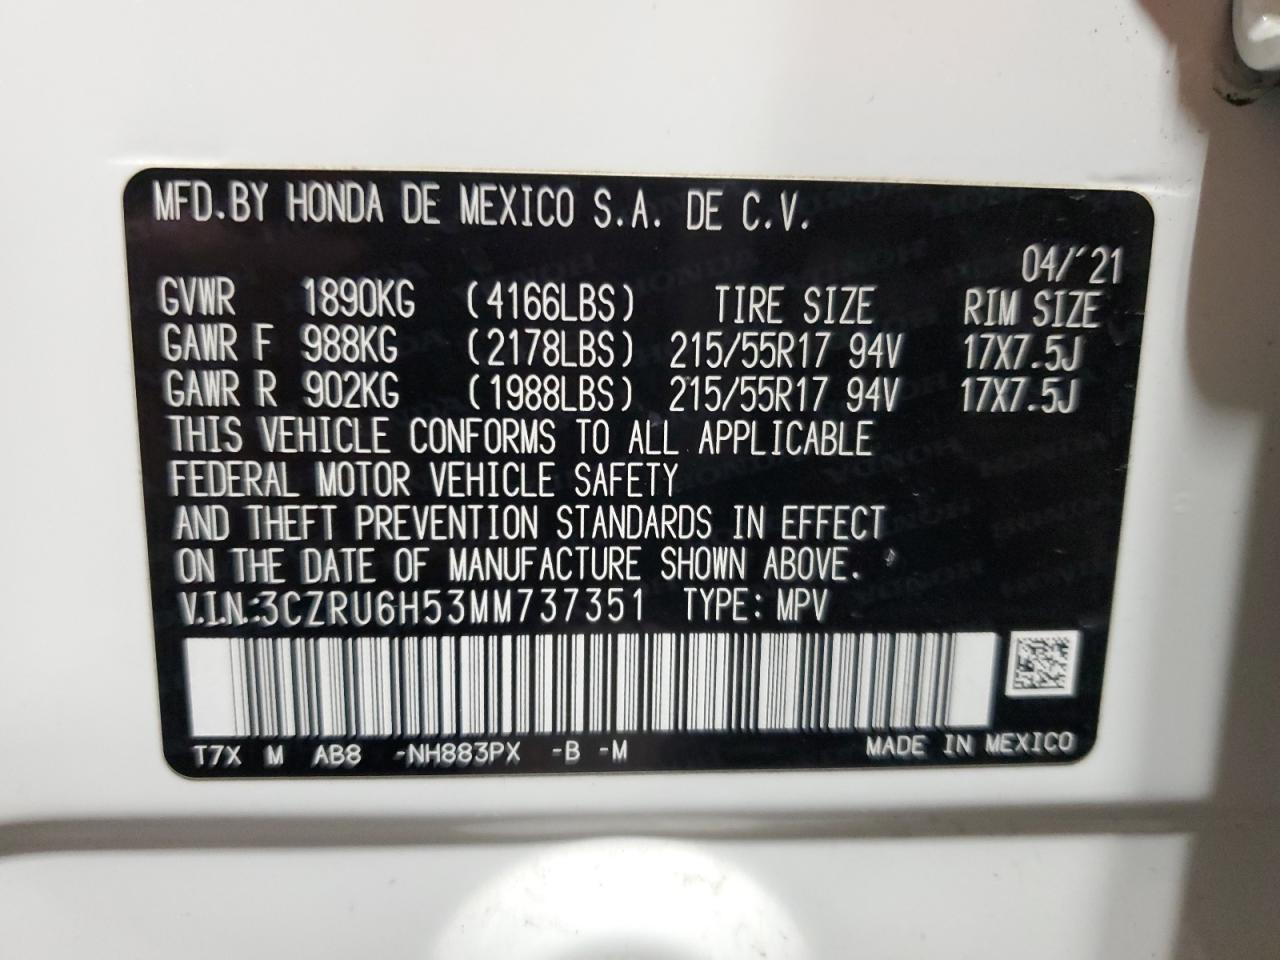 MFD.BY HONDA DE MEXICO S.A. DE C.V.
04/'21
GVWR 1890KG (4166LBS) TIRE SIZE RIM SIZE
GAWR F 988KG (2178LBS) 215/55R17 94V 17X7.5J
GAWR R 902KG (1988LBS) 215/55R17 94V 17X7.5J
THIS VEHICLE CONFORMS TO ALL APPLICABLE
FEDERAL MOTOR VEHICLE SAFETY
AND THEFT PREVENTION STANDARDS IN EFFECT
ON THE DATE OF MANUFACTURE SHOWN ABOVE.
V.I.N.:3CZRU6H53MM737351 TYPE: MPV
T7X M AB8 -NH883PX -B -M MADE IN MEXICO